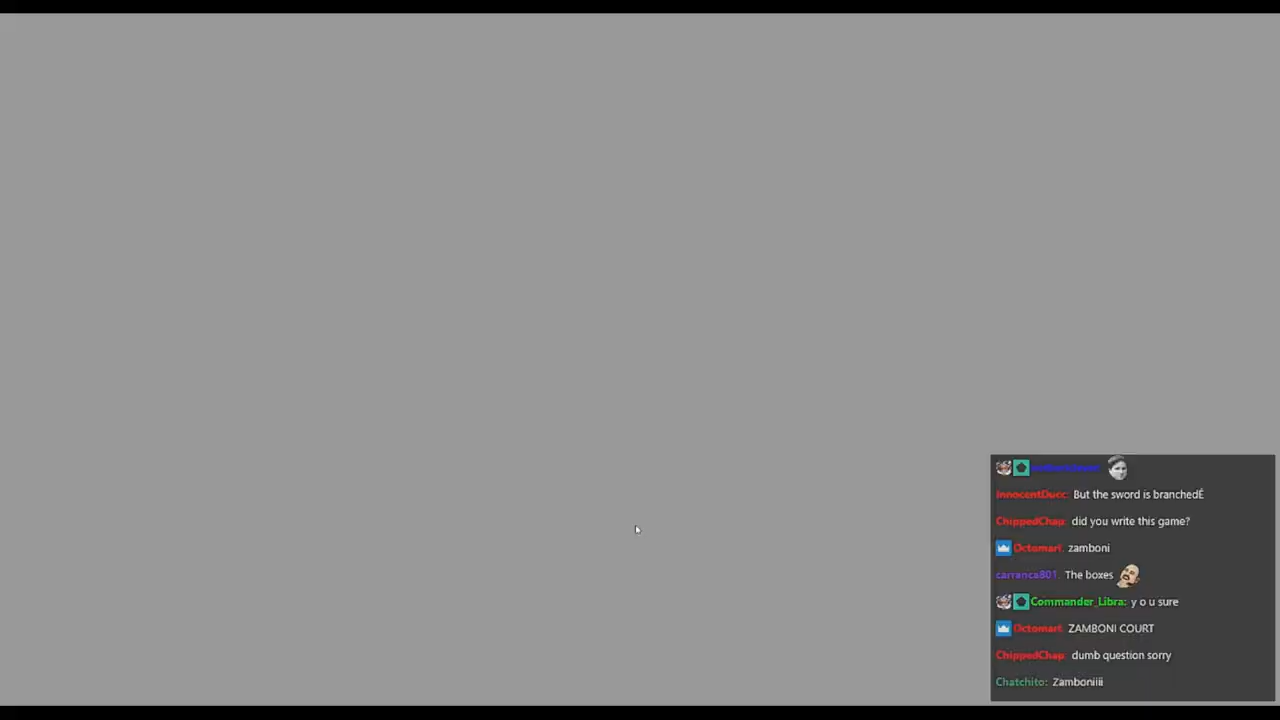 InnocentDucc: But the sword is branchedÉ
ChippedChap: did you write this game?
Octomari: zamboni
carranca801: The boxes
Commander_Libra: y o u sure
Octomari: ZAMBONI COURT
ChippedChap: dumb question sorry
Chatchito: Zamboniiii